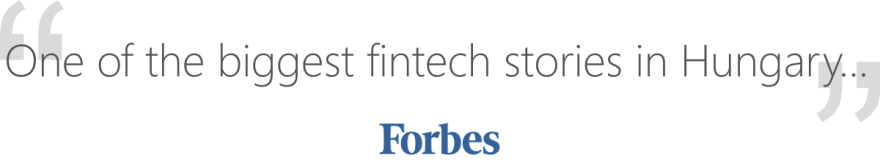 “One of the biggest fintech stories in Hungary...”
Forbes